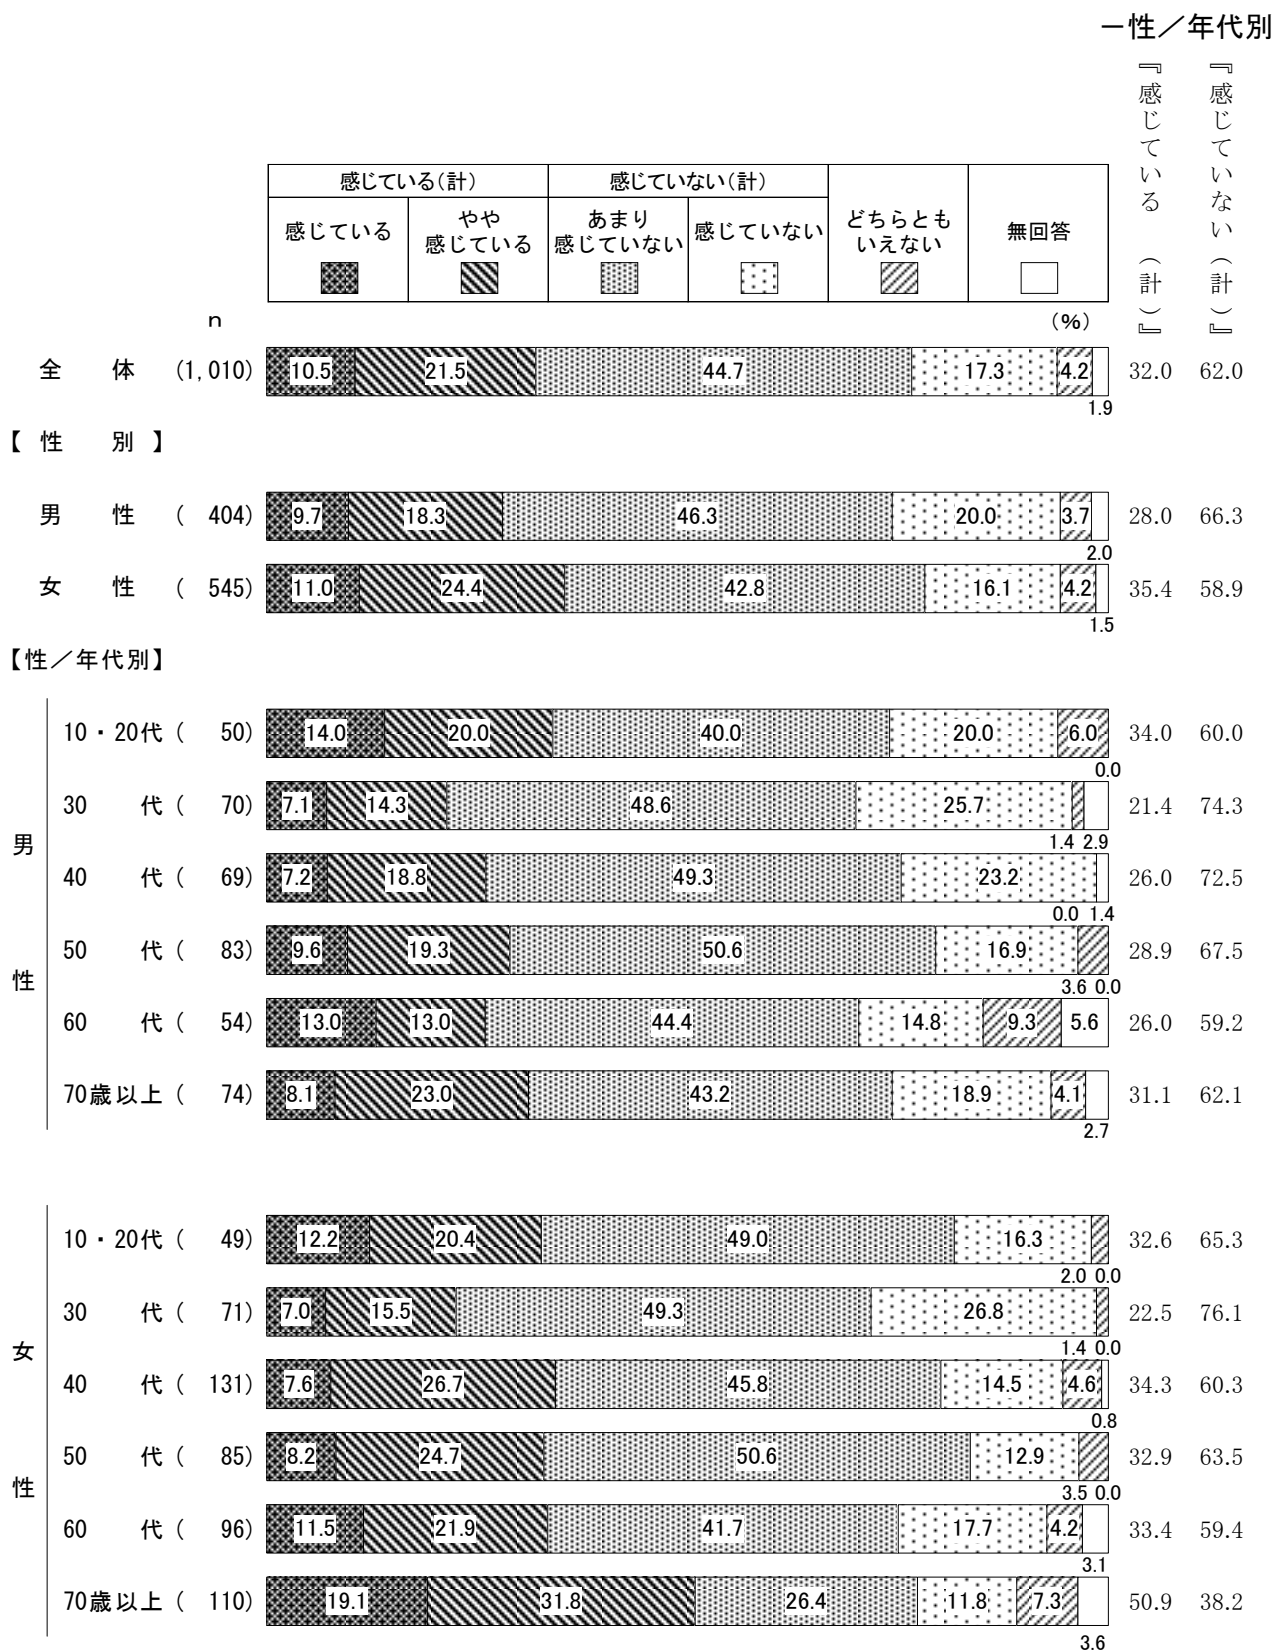 －性／年代別
『感じている（計）』
『感じていない（計）』
感じている（計） 感じていない（計）
感じている やや感じている あまり感じていない 感じていない どちらともいえない 無回答
n （％）
全体 (1,010) 10.5 21.5 44.7 17.3 4.2 32.0 62.0
1.9
【性別】
男性 ( 404) 9.7 18.3 46.3 20.0 3.7 28.0 66.3
2.0
女性 ( 545) 11.0 24.4 42.8 16.1 4.2 35.4 58.9
1.5
【性／年代別】
男性
10・20代 ( 50) 14.0 20.0 40.0 20.0 6.0 34.0 60.0
0.0
30代 ( 70) 7.1 14.3 48.6 25.7 21.4 74.3
1.4 2.9
40代 ( 69) 7.2 18.8 49.3 23.2 26.0 72.5
0.0 1.4
50代 ( 83) 9.6 19.3 50.6 16.9 28.9 67.5
3.6 0.0
60代 ( 54) 13.0 13.0 44.4 14.8 9.3 5.6 26.0 59.2
70歳以上 ( 74) 8.1 23.0 43.2 18.9 4.1 31.1 62.1
2.7
女性
10・20代 ( 49) 12.2 20.4 49.0 16.3 32.6 65.3
2.0 0.0
30代 ( 71) 7.0 15.5 49.3 26.8 22.5 76.1
1.4 0.0
40代 ( 131) 7.6 26.7 45.8 14.5 4.6 34.3 60.3
0.8
50代 ( 85) 8.2 24.7 50.6 12.9 32.9 63.5
3.5 0.0
60代 ( 96) 11.5 21.9 41.7 17.7 4.2 33.4 59.4
3.1
70歳以上 ( 110) 19.1 31.8 26.4 11.8 7.3 50.9 38.2
3.6